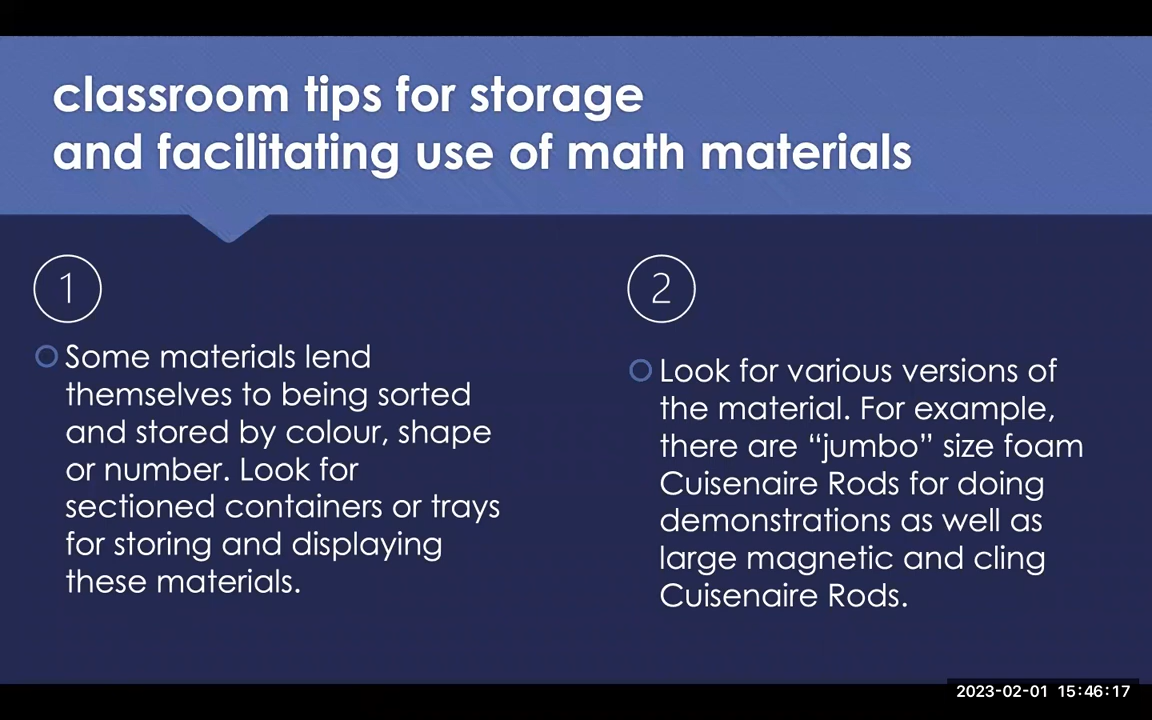 classroom tips for storage
and facilitating use of math materials
1
Some materials lend
themselves to being sorted
and stored by colour, shape
or number. Look for
sectioned containers or trays
for storing and displaying
these materials.
2
Look for various versions of
the material. For example,
there are “jumbo” size foam
Cuisenaire Rods for doing
demonstrations as well as
large magnetic and cling
Cuisenaire Rods.
2023-02-01 15:46:17